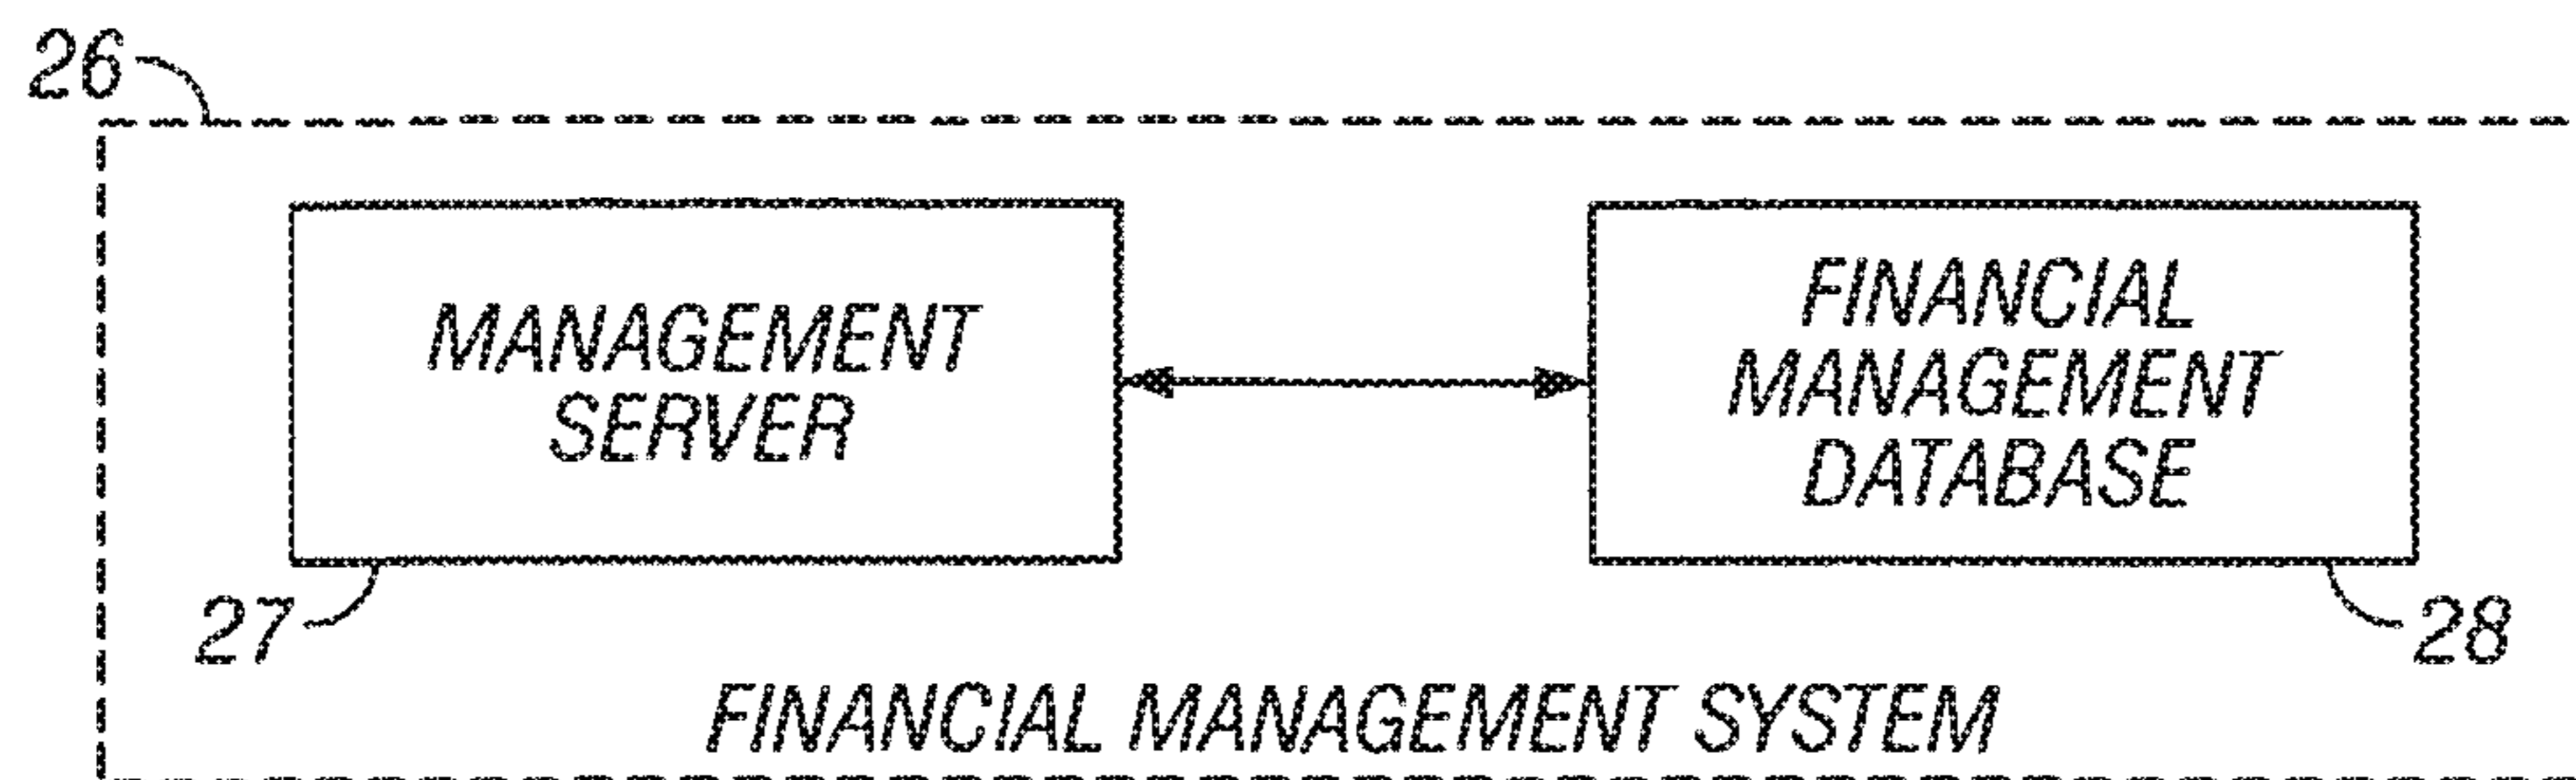 26
MANAGEMENT
SERVER
FINANCIAL
MANAGEMENT
DATABASE
27
28
FINANCIAL MANAGEMENT SYSTEM